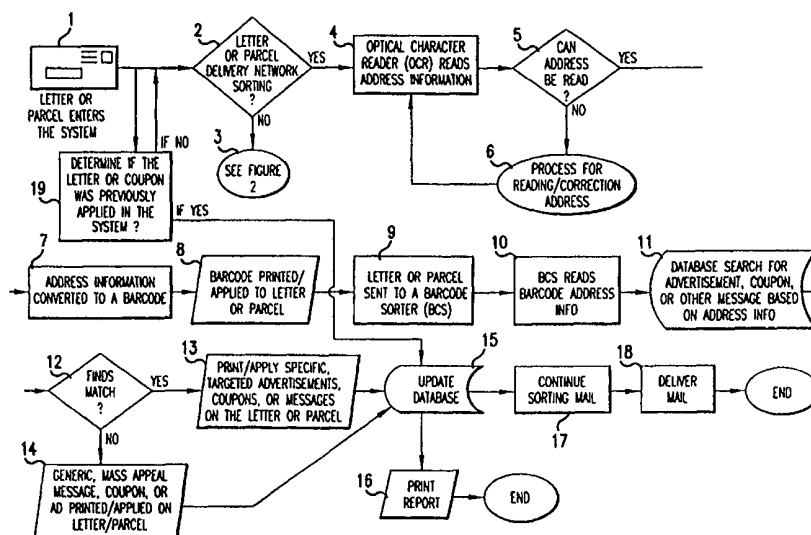 1
LETTER OR
PARCEL ENTERS
THE SYSTEM
2
LETTER
OR PARCEL
DELIVERY NETWORK
SORTING
?
YES
NO
3
SEE FIGURE
2
4
OPTICAL CHARACTER
READER (OCR) READS
ADDRESS INFORMATION
5
CAN
ADDRESS
BE READ
?
YES
NO
6
PROCESS FOR
READING/CORRECTION
ADDRESS
IF NO
19
DETERMINE IF THE
LETTER OR COUPON
WAS PREVIOUSLY
APPLIED IN THE
SYSTEM ?
IF YES
7
ADDRESS INFORMATION
CONVERTED TO A BARCODE
8
BARCODE PRINTED/
APPLIED TO LETTER
OR PARCEL
9
LETTER OR PARCEL
SENT TO A BARCODE
SORTER (BCS)
10
BCS READS
BARCODE ADDRESS
INFO
11
DATABASE SEARCH FOR
ADVERTISEMENT, COUPON,
OR OTHER MESSAGE BASED
ON ADDRESS INFO
12
FINDS
MATCH
?
YES
NO
13
PRINT/APPLY SPECIFIC,
TARGETED ADVERTISEMENTS,
COUPONS, OR MESSAGES
ON THE LETTER OR PARCEL
14
GENERIC, MASS APPEAL
MESSAGE, COUPON, OR
AD PRINTED/APPLIED ON
LETTER/PARCEL
15
UPDATE
DATABASE
16
PRINT
REPORT
END
CONTINUE
SORTING MAIL
17
18
DELIVER
MAIL
END